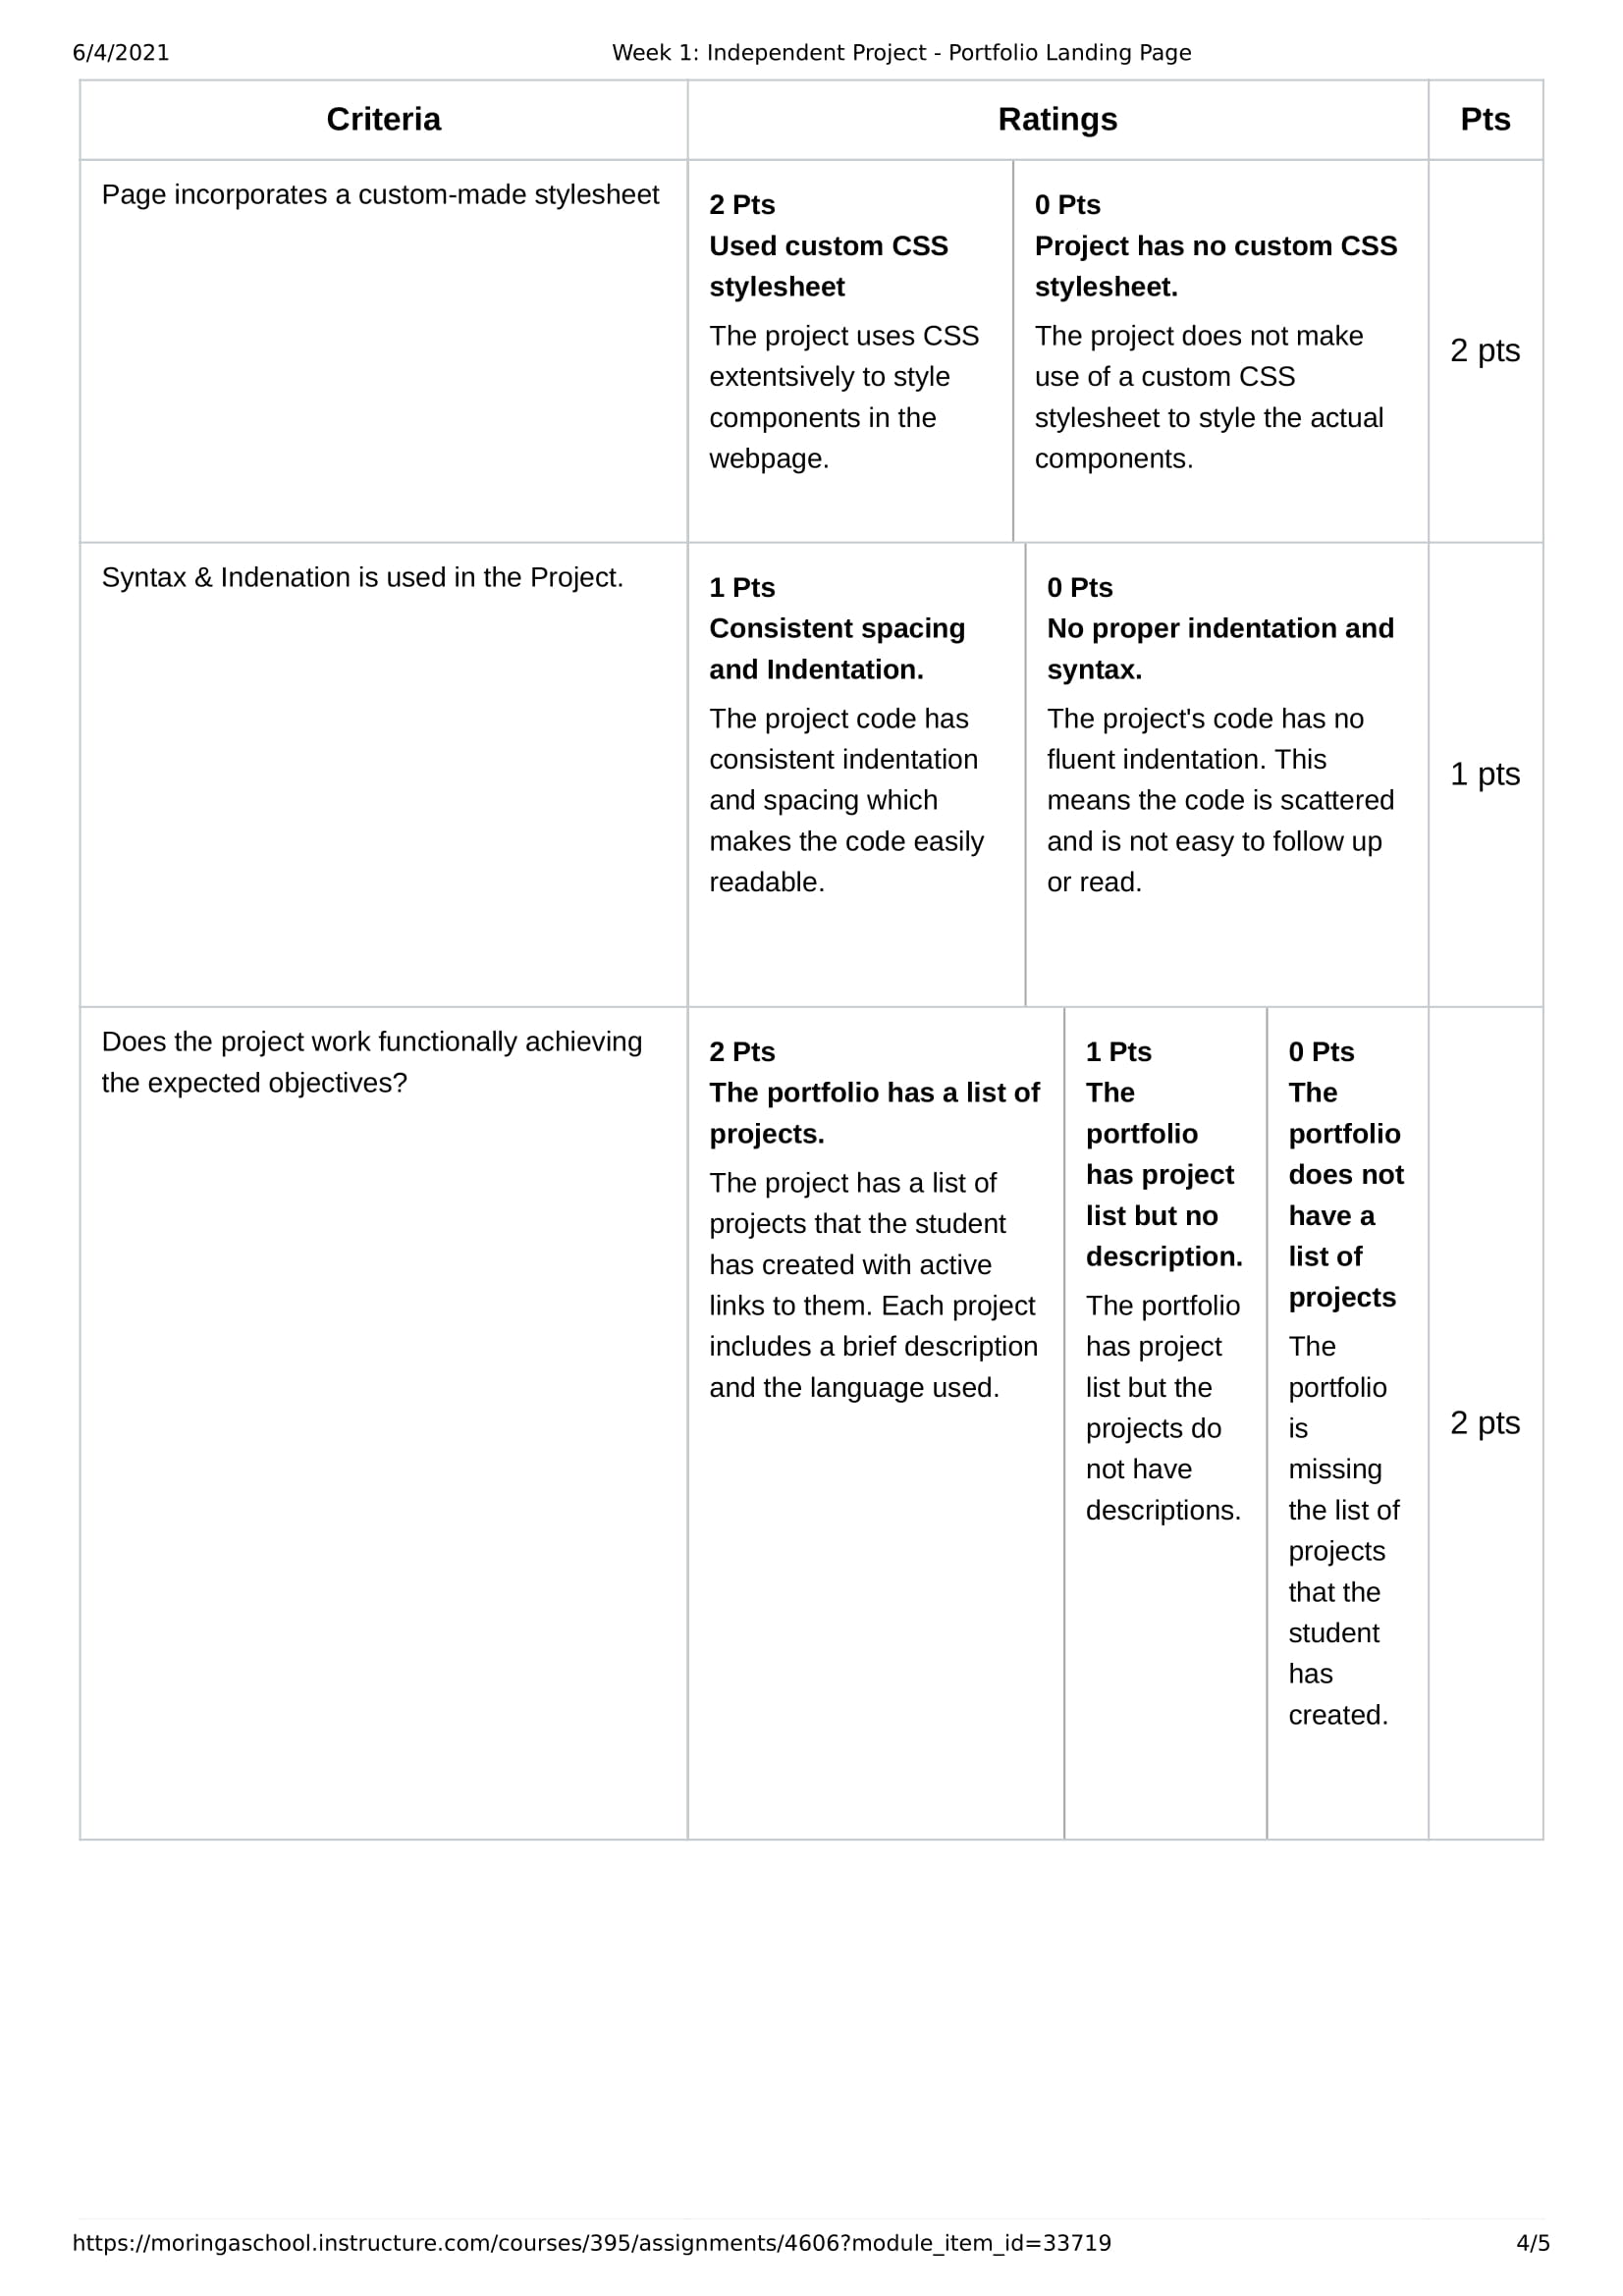 6/4/2021
Week 1: Independent Project - Portfolio Landing Page
Criteria
Ratings
Pts
Page incorporates a custom-made stylesheet
2 Pts
Used custom CSS
stylesheet
The project uses CSS
extentsively to style
components in the
webpage.
0 Pts
Project has no custom CSS
stylesheet.
The project does not make
use of a custom CSS
stylesheet to style the actual
components.
2 pts
Syntax & Indenation is used in the Project.
1 Pts
Consistent spacing
and Indentation.
The project code has
consistent indentation
and spacing which
makes the code easily
readable.
0 Pts
No proper indentation and
syntax.
The project's code has no
fluent indentation. This
means the code is scattered
and is not easy to follow up
or read.
1 pts
Does the project work functionally achieving
the expected objectives?
2 Pts
The portfolio has a list of
projects.
The project has a list of
projects that the student
has created with active
links to them. Each project
includes a brief description
and the language used.
1 Pts
The
portfolio
has project
list but no
description.
The portfolio
has project
list but the
projects do
not have
descriptions.
0 Pts
The
portfolio
does not
have a
list of
projects
The
portfolio
is
missing
the list of
projects
that the
student
has
created.
2 pts
https://moringaschool.instructure.com/courses/395/assignments/4606?module_item_id=33719
4/5